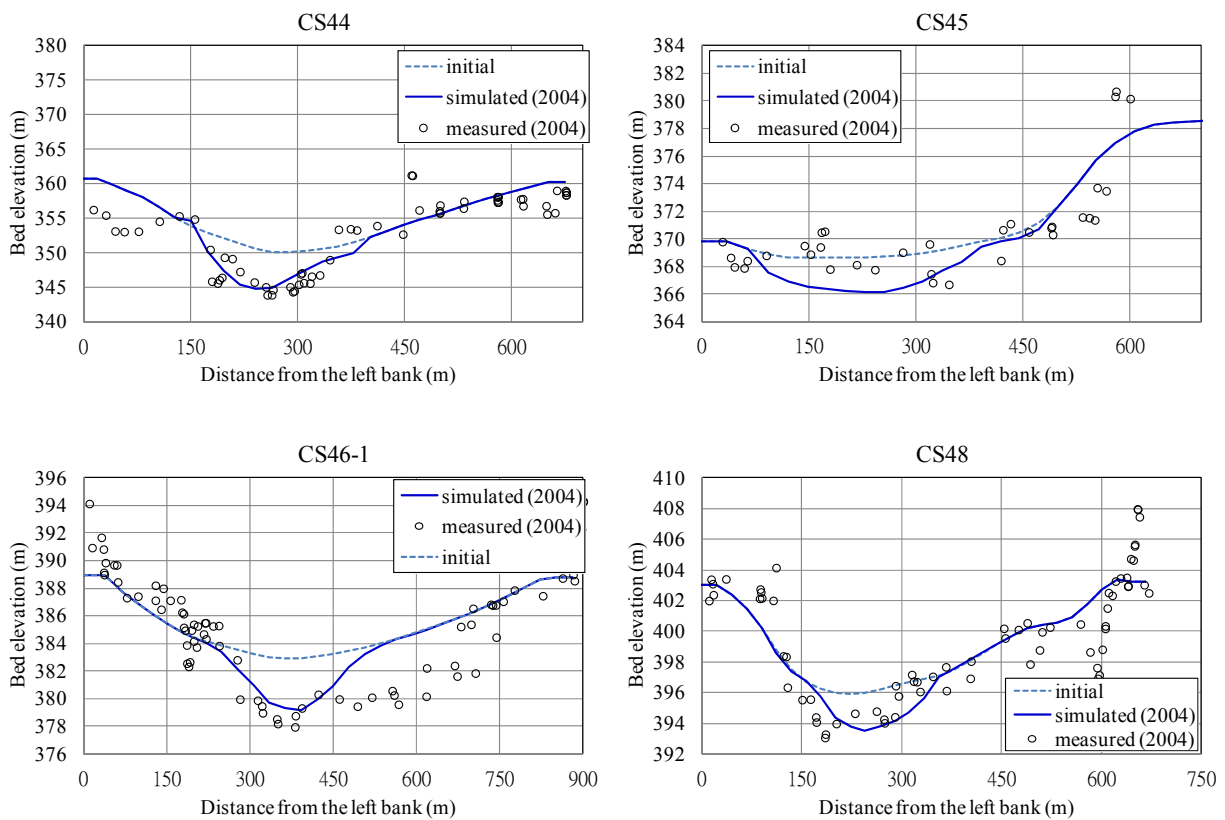 CS44
380
375
370
365
360
355
350
345
340
Bed elevation (m)
initial
simulated (2004)
measured (2004)
0 150 300 450 600
Distance from the left bank (m)
CS45
384
382
380
378
376
374
372
370
368
366
364
Bed elevation (m)
initial
simulated (2004)
measured (2004)
0 150 300 450 600
Distance from the left bank (m)
CS46-1
396
394
392
390
388
386
384
382
380
378
376
Bed elevation (m)
simulated (2004)
measured (2004)
initial
0 150 300 450 600 750 900
Distance from the left bank (m)
CS48
410
408
406
404
402
400
398
396
394
392
Bed elevation (m)
initial
simulated (2004)
measured (2004)
0 150 300 450 600 750
Distance from the left bank (m)